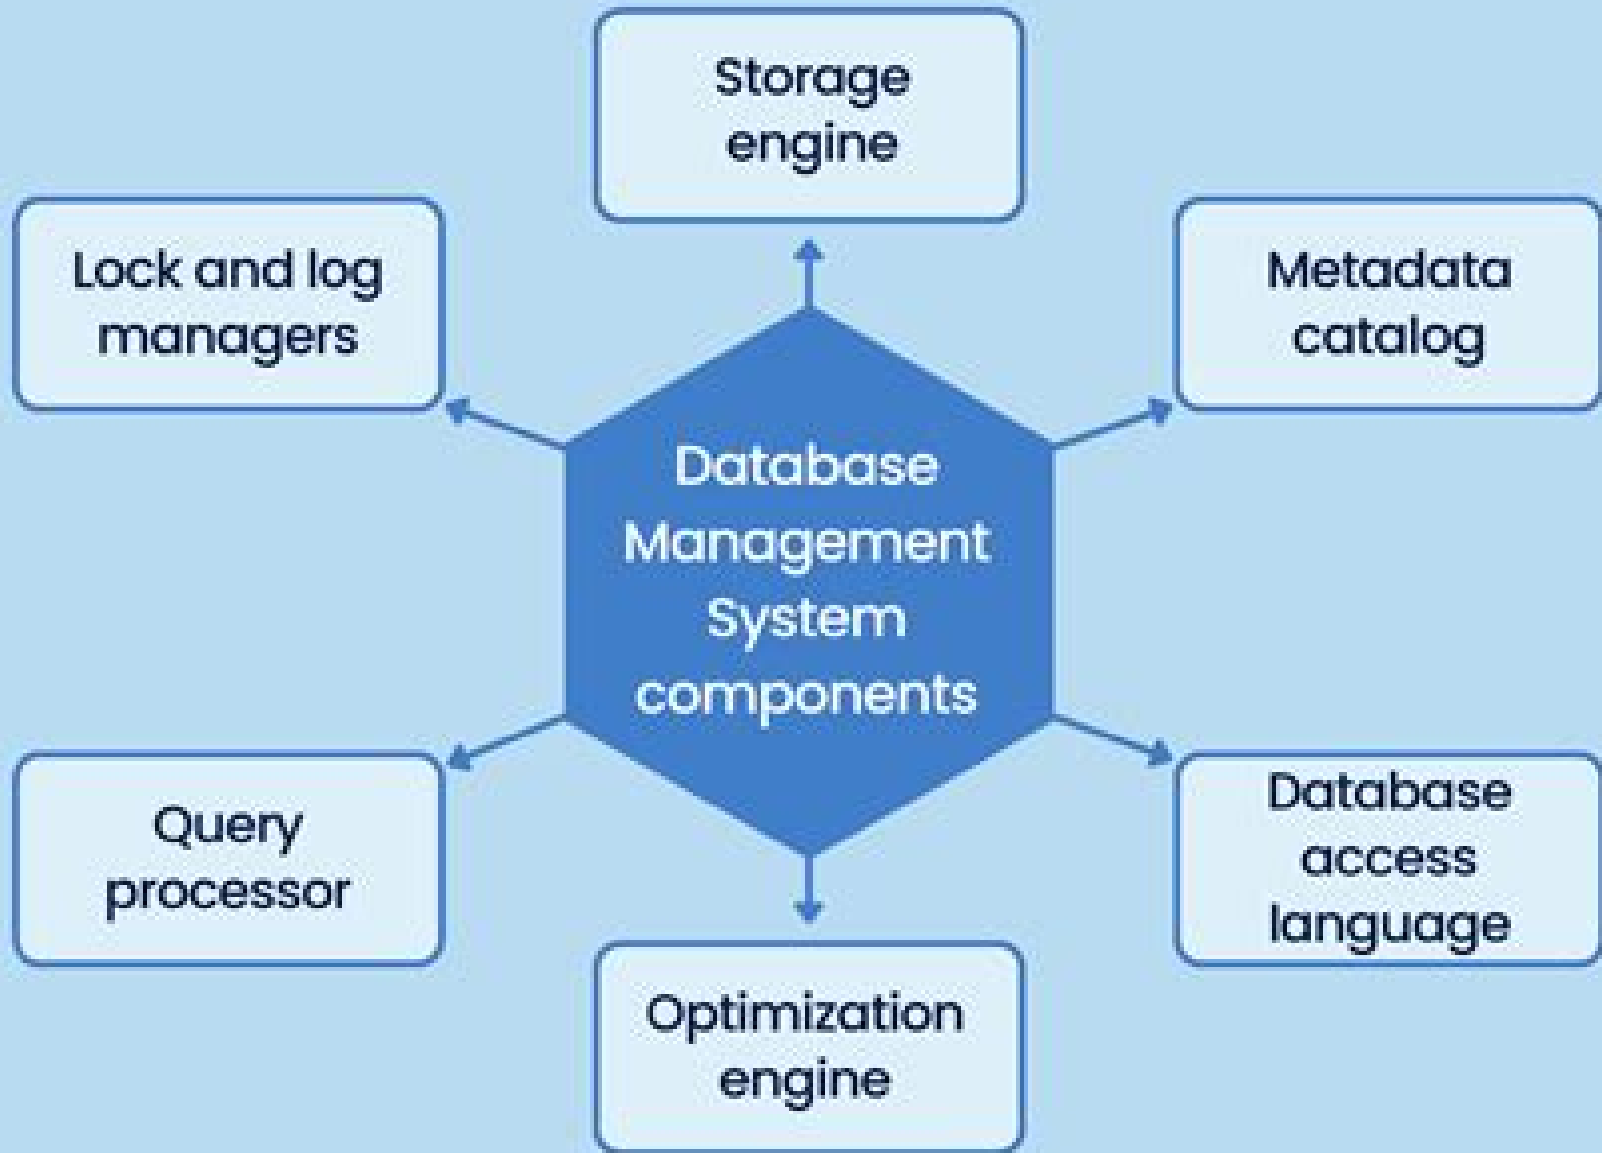 Storage
engine
Lock and log
managers
Metadata
catalog
Database
Management
System
components
Query
processor
Database
access
language
Optimization
engine